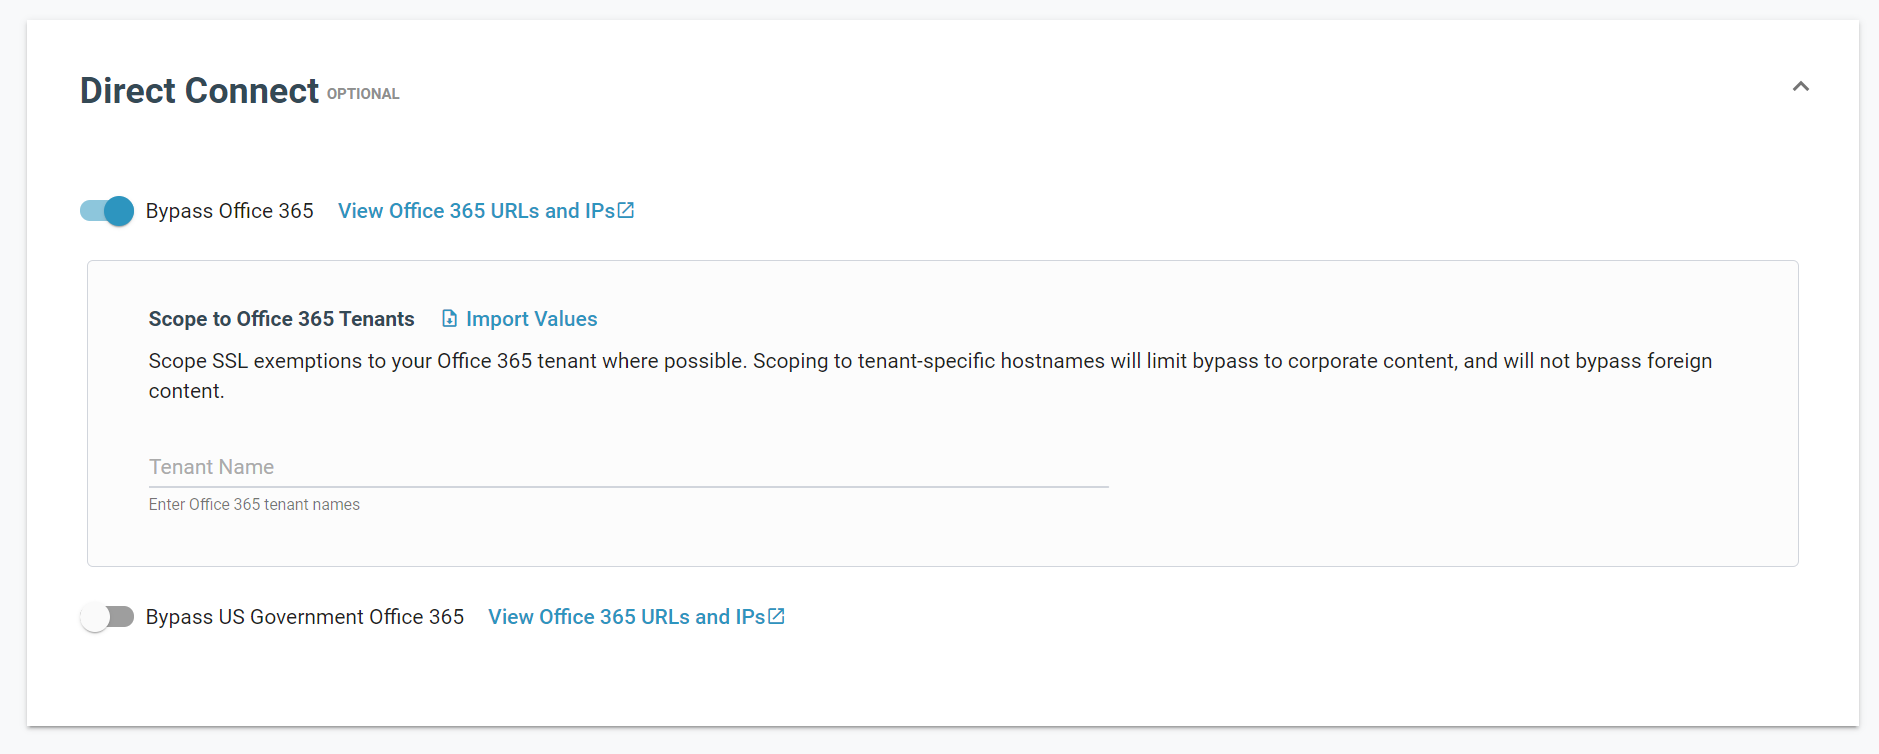 Direct Connect OPTIONAL
Bypass Office 365 View Office 365 URLs and IPs
Scope to Office 365 Tenants Import Values
Scope SSL exemptions to your Office 365 tenant where possible. Scoping to tenant-specific hostnames will limit bypass to corporate content, and will not bypass foreign
content.
Tenant Name
Enter Office 365 tenant names
Bypass US Government Office 365 View Office 365 URLs and IPs